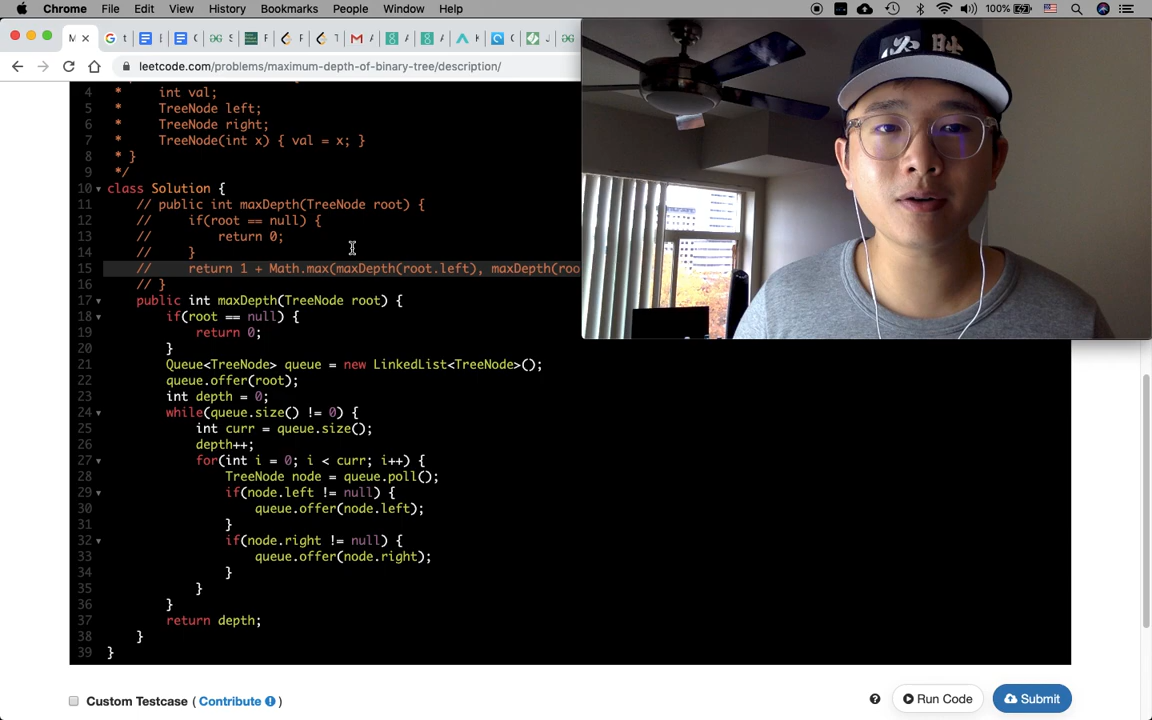 Chrome File Edit View History Bookmarks People Window Help 100%
leetcode.com/problems/maximum-depth-of-binary-tree/description/
4 * int val;
5 * TreeNode left;
6 * TreeNode right;
7 * TreeNode(int x) { val = x; }
8 * }
9 */
10 class Solution {
11 // public int maxDepth(TreeNode root) {
12 // if(root == null) {
13 // return 0;
14 // }
15 // return 1 + Math.max(maxDepth(root.left), maxDepth(roo
16 // }
17 public int maxDepth(TreeNode root) {
18 if(root == null) {
19 return 0;
20 }
21 Queue<TreeNode> queue = new LinkedList<TreeNode>();
22 queue.offer(root);
23 int depth = 0;
24 while(queue.size() != 0) {
25 int curr = queue.size();
26 depth++;
27 for(int i = 0; i < curr; i++) {
28 TreeNode node = queue.poll();
29 if(node.left != null) {
30 queue.offer(node.left);
31 }
32 if(node.right != null) {
33 queue.offer(node.right);
34 }
35 }
36 }
37 return depth;
38 }
39 }
Custom Testcase ( Contribute )
? Run Code Submit